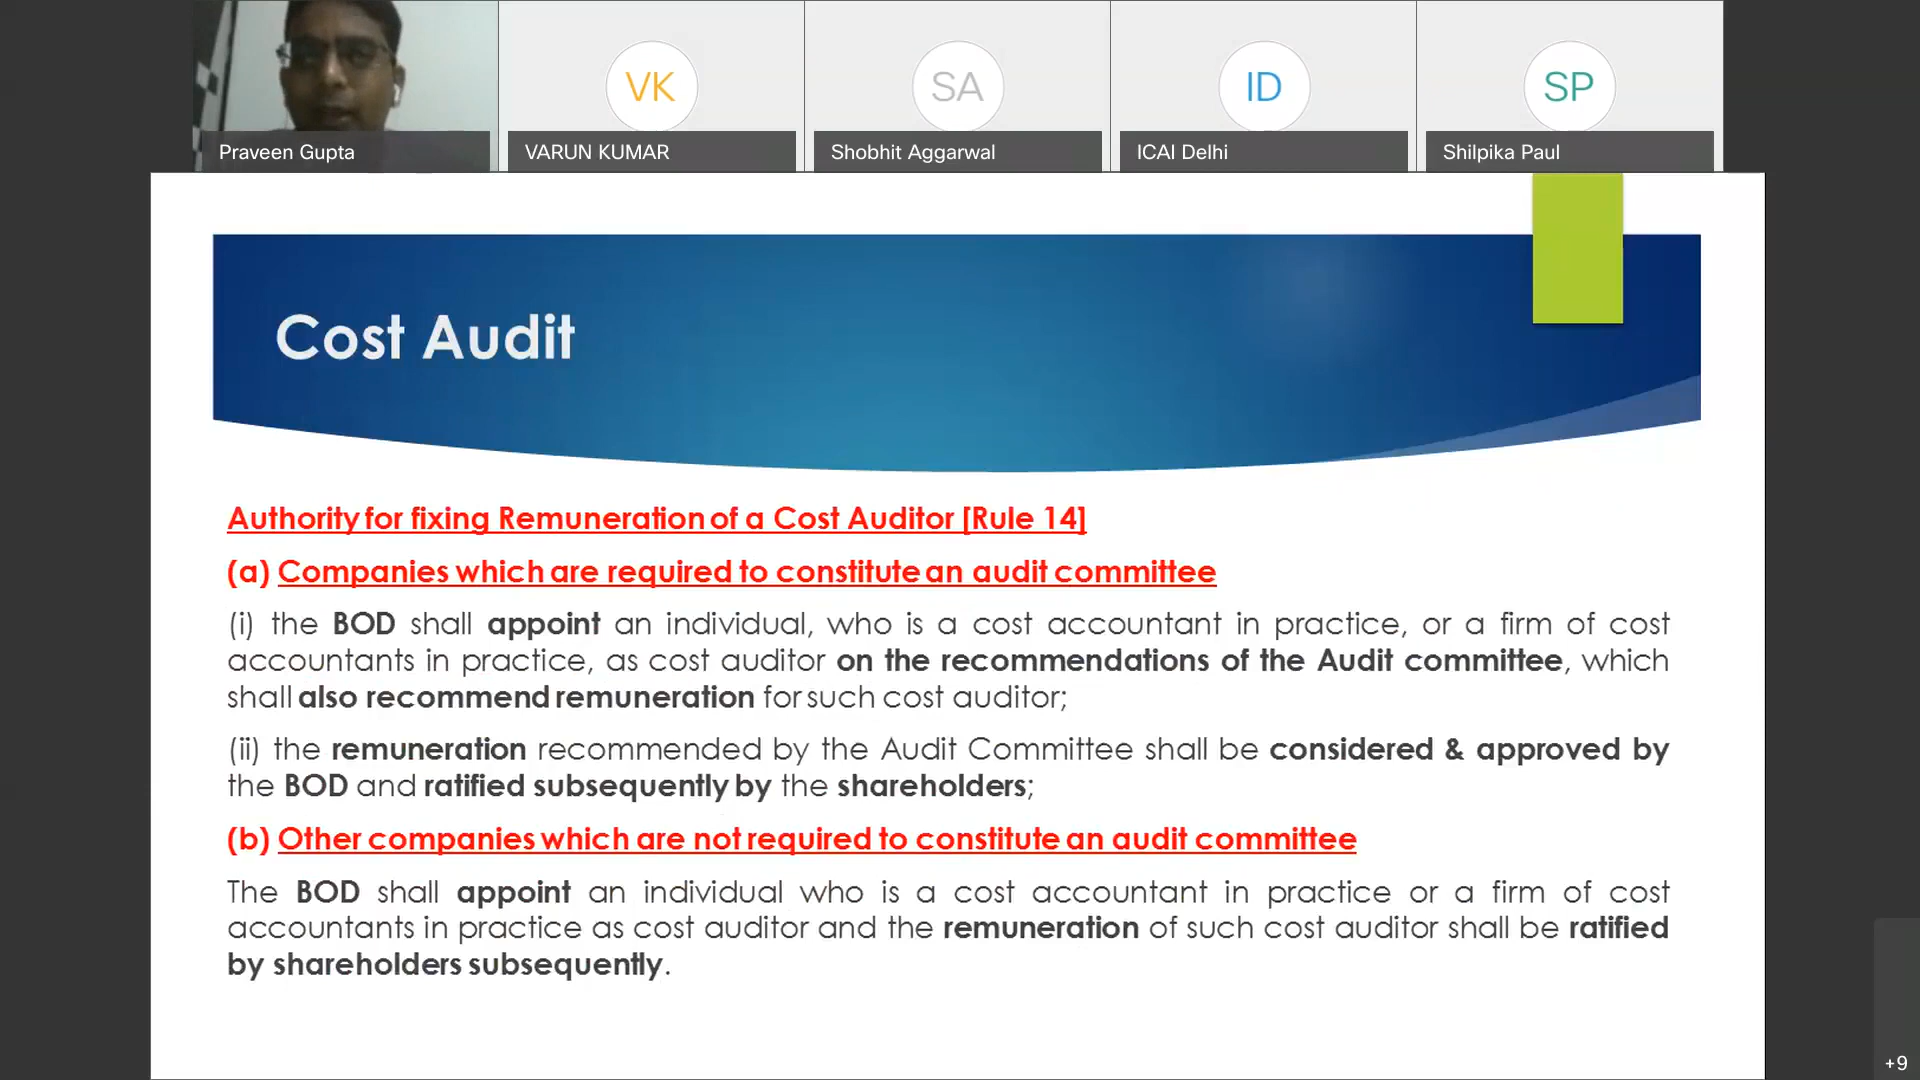 VK
SA
ID
SP
Praveen Gupta
VARUN KUMAR
Shobhit Aggarwal
ICAI Delhi
Shilpika Paul
Cost Audit
Authority for fixing Remuneration of a Cost Auditor [Rule 14]
(a) Companies which are required to constitute an audit committee
(i) the BOD shall appoint an individual, who is a cost accountant in practice, or a firm of cost
accountants in practice, as cost auditor on the recommendations of the Audit committee, which
shall also recommend remuneration for such cost auditor;
(ii) the remuneration recommended by the Audit Committee shall be considered & approved by
the BOD and ratified subsequently by the shareholders;
(b) Other companies which are not required to constitute an audit committee
The BOD shall appoint an individual who is a cost accountant in practice or a firm of cost
accountants in practice as cost auditor and the remuneration of such cost auditor shall be ratified
by shareholders subsequently.
+9